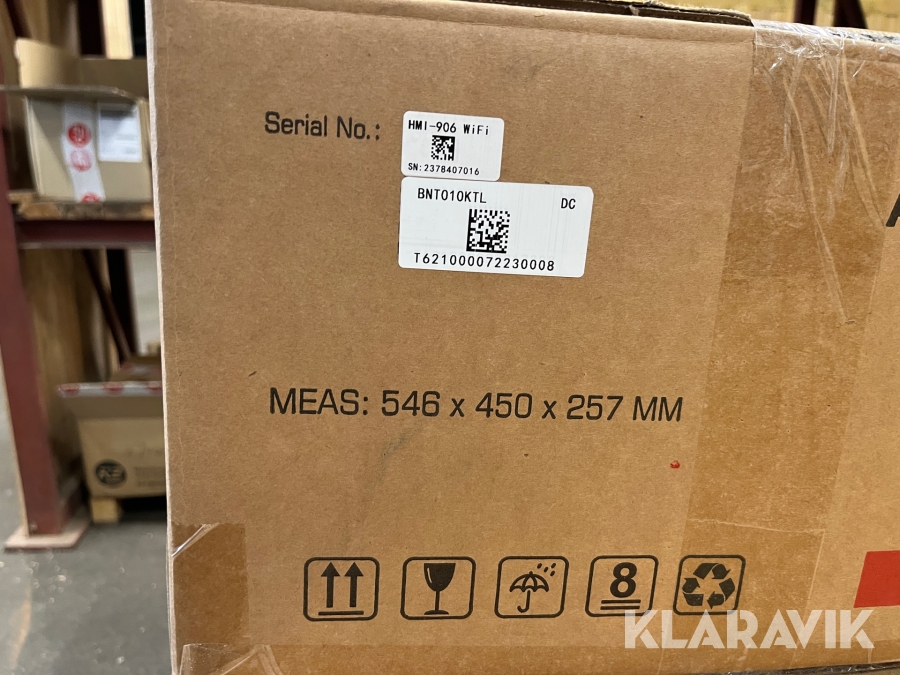 Serial No.:
HMI-906 WiFi
SN:2378407016
BNT010KTL DC
T621000072230008
MEAS: 546 x 450 x 257 MM
8
KLARAVIK